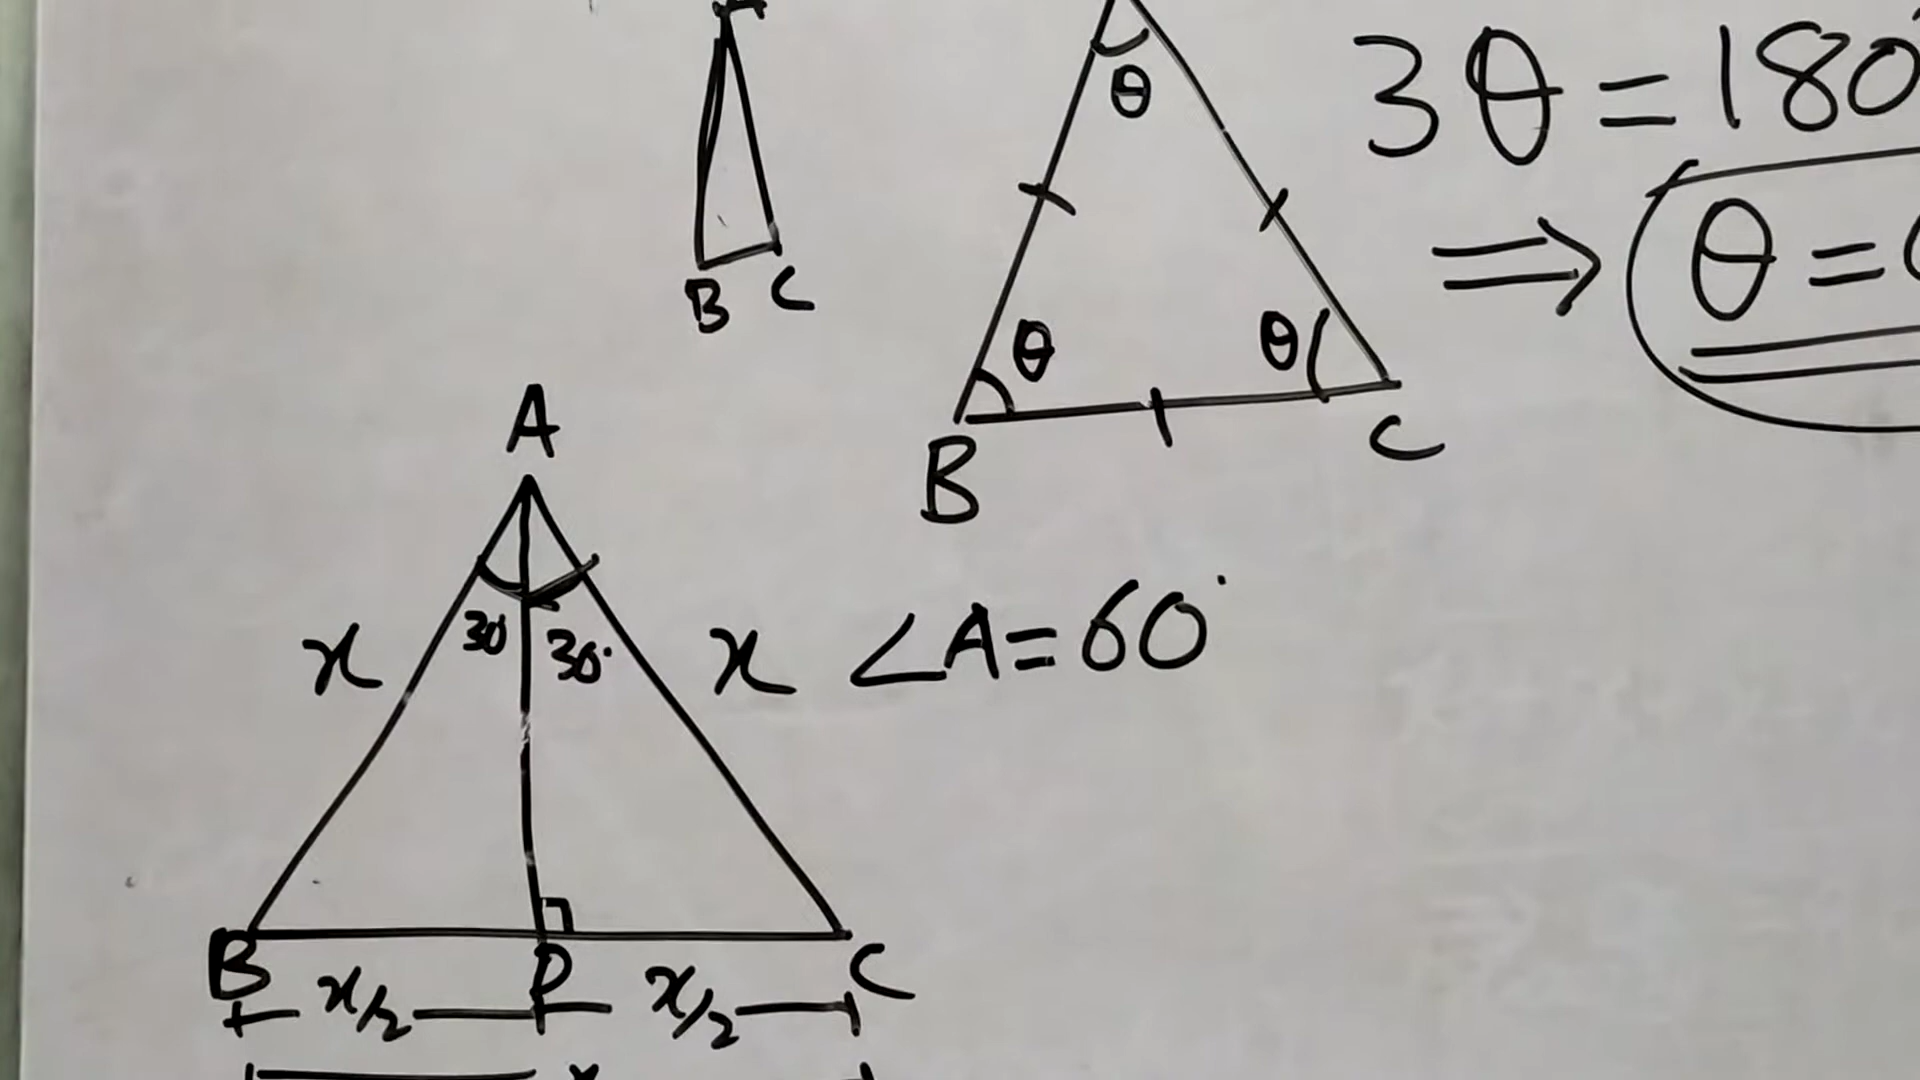 3θ = 180°
θ
B C
θ θ
⇒ θ =
B C
A
30 30°
x x ∠A = 60°
B D C
x/2 x/2
x